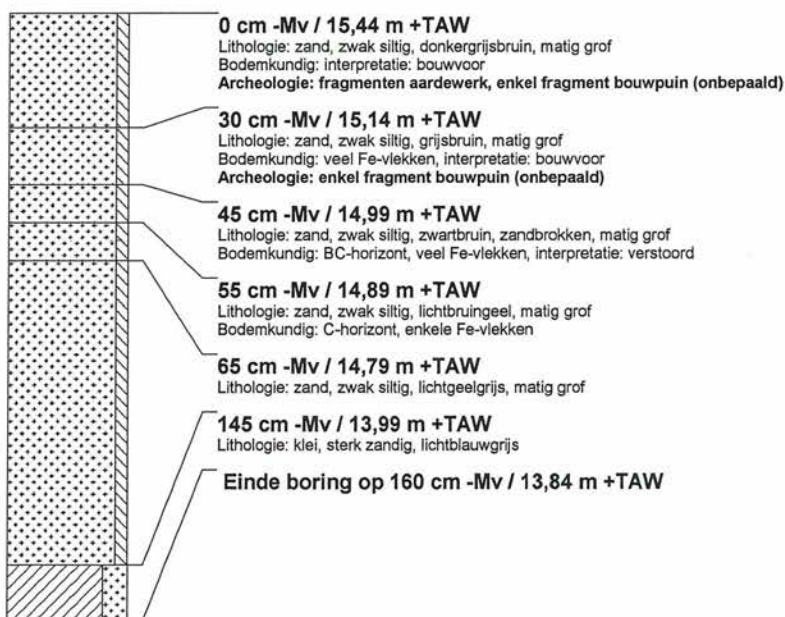 0 cm -Mv / 15,44 m +TAW
Lithologie: zand, zwak siltig, donkergrijsbruin, matig grof
Bodemkundig: interpretatie: bouwvoor
Archeologie: fragmenten aardewerk, enkel fragment bouwpuin (onbepaald)
30 cm -Mv / 15,14 m +TAW
Lithologie: zand, zwak siltig, grijsbruin, matig grof
Bodemkundig: veel Fe-vlekken, interpretatie: bouwvoor
Archeologie: enkel fragment bouwpuin (onbepaald)
45 cm -Mv / 14,99 m +TAW
Lithologie: zand, zwak siltig, zwartbruin, zandbrokken, matig grof
Bodemkundig: BC-horizont, veel Fe-vlekken, interpretatie: verstoord
55 cm -Mv / 14,89 m +TAW
Lithologie: zand, zwak siltig, lichtbruingeel, matig grof
Bodemkundig: C-horizont, enkele Fe-vlekken
65 cm -Mv / 14,79 m +TAW
Lithologie: zand, zwak siltig, lichtgeelgrijs, matig grof
145 cm -Mv / 13,99 m +TAW
Lithologie: klei, sterk zandig, lichtblauwgrijs
Einde boring op 160 cm -Mv / 13,84 m +TAW